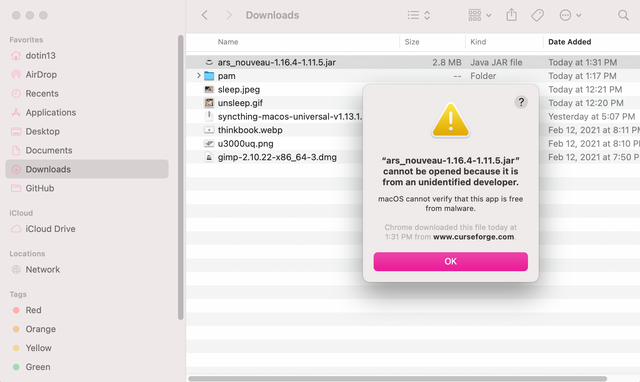 Downloads
Favorites
dotin13
AirDrop
Recents
Applications
Desktop
Documents
Downloads
GitHub
iCloud
iCloud Drive
Locations
Network
Tags
Red
Orange
Yellow
Green
Name Size Kind Date Added
ars_nouveau-1.16.4-1.11.5.jar 2.8 MB Java JAR file Today at 1:31 PM
pam -- Folder Today at 1:17 PM
sleep.jpeg Today at 12:21 PM
unsleep.gif Today at 12:20 PM
syncthing-macos-universal-v1.13.1. Yesterday at 5:07 PM
thinkbook.webp Feb 12, 2021 at 8:11 P
u3000uq.png Feb 12, 2021 at 8:10 P
gimp-2.10.22-x86_64-3.dmg Feb 12, 2021 at 7:50 P
?
“ars_nouveau-1.16.4-1.11.5.jar”
cannot be opened because it is
from an unidentified developer.
macOS cannot verify that this app is free
from malware.
Chrome downloaded this file today at
1:31 PM from www.curseforge.com.
OK